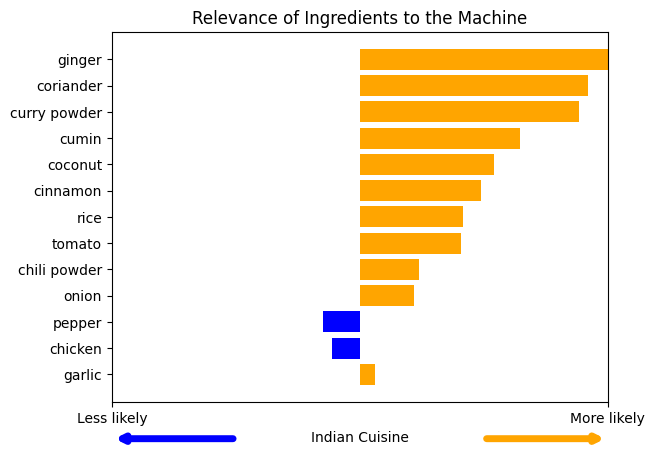 Relevance of Ingredients to the Machine
ginger
coriander
curry powder
cumin
coconut
cinnamon
rice
tomato
chili powder
onion
pepper
chicken
garlic
Less likely
More likely
Indian Cuisine